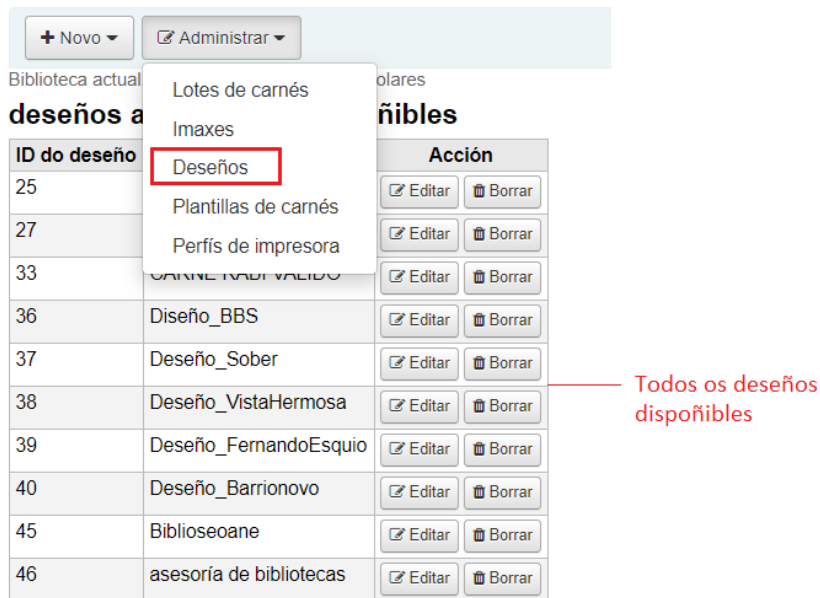 Novo Administrar
Biblioteca actual olares
Lotes de carnés
deseños a ñibles
Imaxes
ID do deseño Acción
Deseños
25 Editar Borrar
Plantillas de carnés
27 Editar Borrar
Perfís de impresora
33 Editar Borrar
36 Diseño_BBS Editar Borrar
37 Deseño_Sober Editar Borrar
38 Deseño_VistaHermosa Editar Borrar
39 Deseño_FernandoEsquio Editar Borrar
40 Deseño_Barrionovo Editar Borrar
45 Biblioseoane Editar Borrar
46 asesoría de bibliotecas Editar Borrar
Todos os deseños
dispoñibles